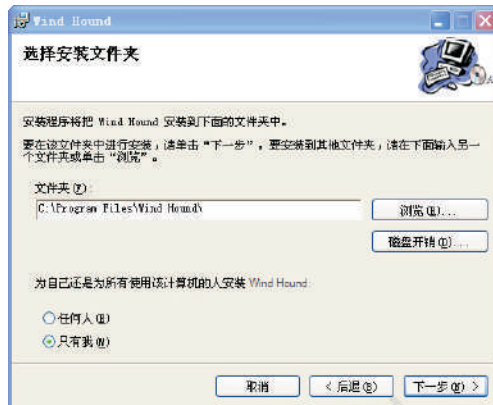 Wind Hound
选择安装文件夹
安装程序将把 Wind Hound 安装到下面的文件夹中。
要在该文件夹中进行安装，请单击“下一步”。要安装到其他文件夹，请在下面输入另一
个文件夹或单击“浏览”。
文件夹(F):
C:\Program Files\Wind Hound\
浏览(R)...
磁盘开销(D)...
为自己还是为所有使用该计算机的人安装 Wind Hound:
任何人(E)
只有我(M)
取消
< 后退(B)
下一步(N) >